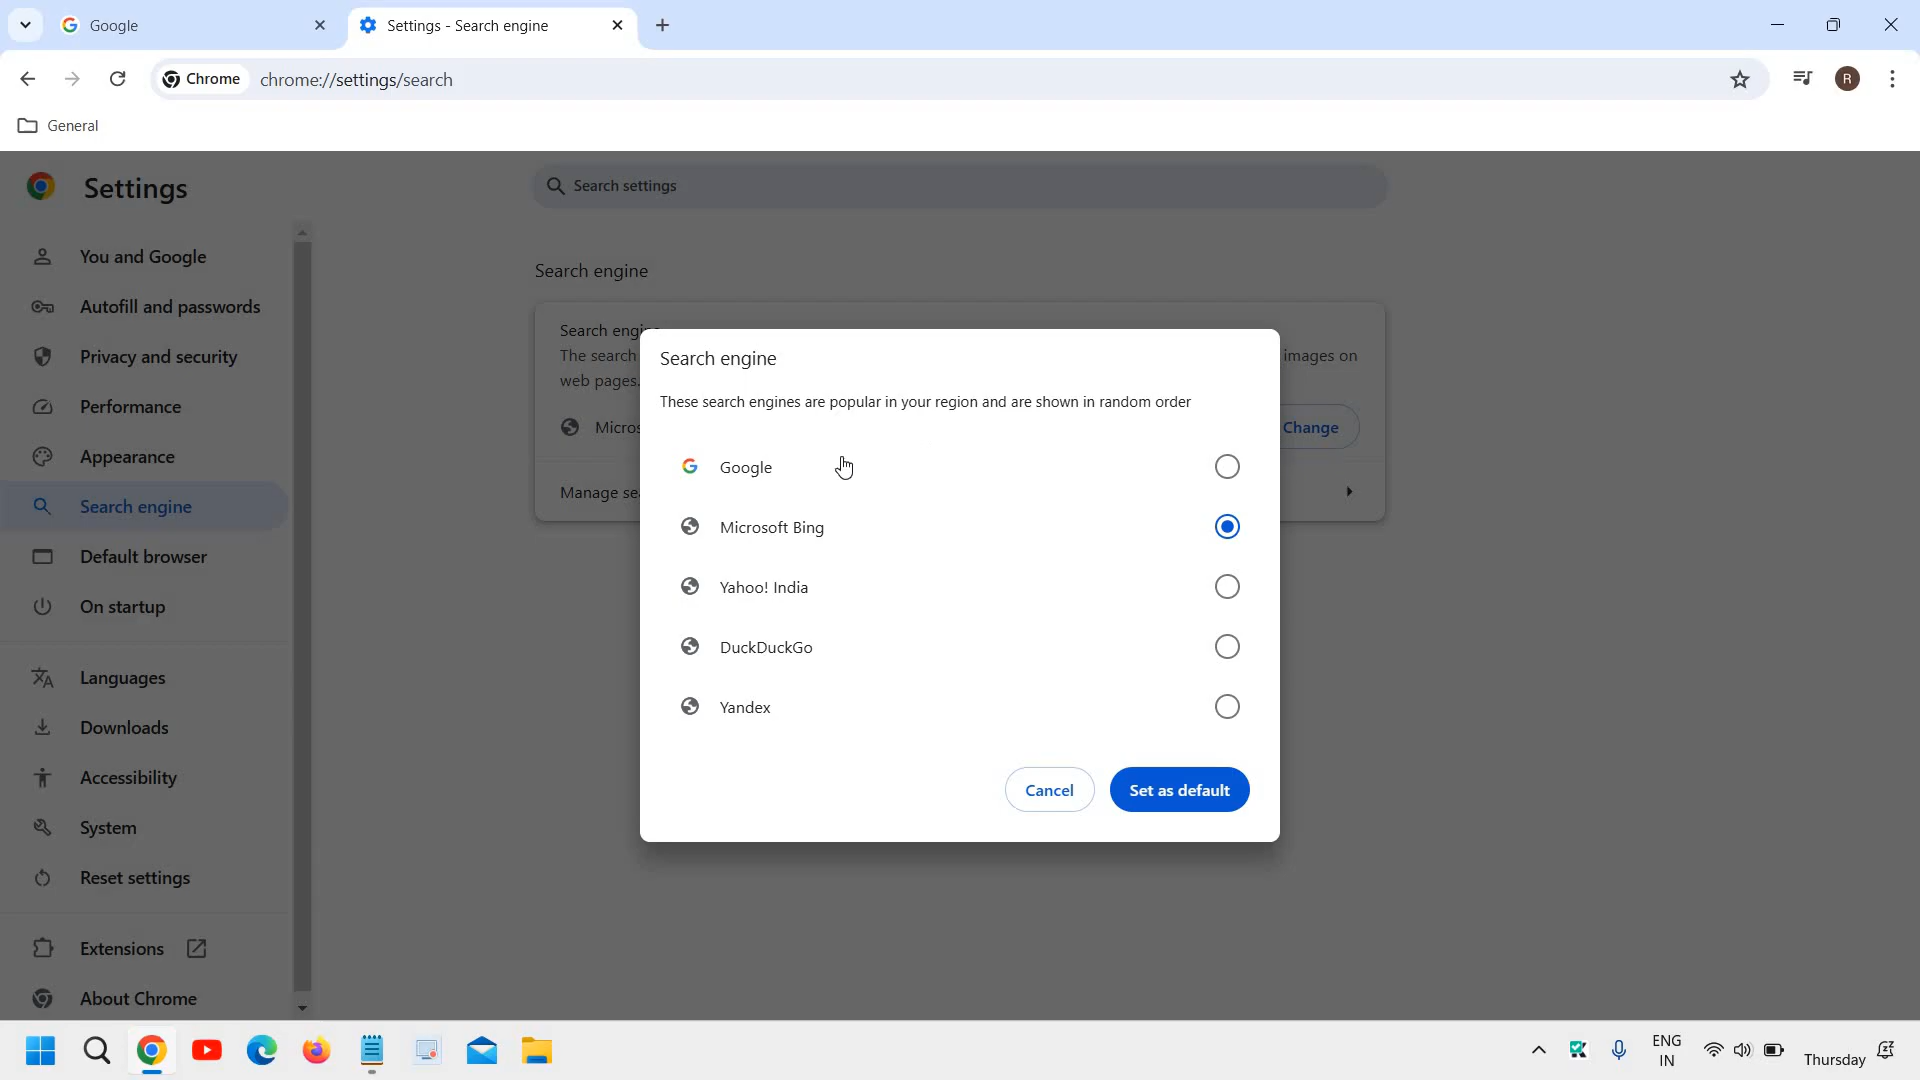 Google
Settings - Search engine
Chrome
chrome://settings/search
R
General
Settings
Search settings
You and Google
Autofill and passwords
Privacy and security
Performance
Appearance
Search engine
Default browser
On startup
Languages
Downloads
Accessibility
System
Reset settings
Extensions
About Chrome
Search engine
Search engine
The search images on
web pages.
Change
Search engine
These search engines are popular in your region and are shown in random order
Google
Microsoft Bing
Yahoo! India
DuckDuckGo
Yandex
Cancel
Set as default
ENG
IN
Thursday